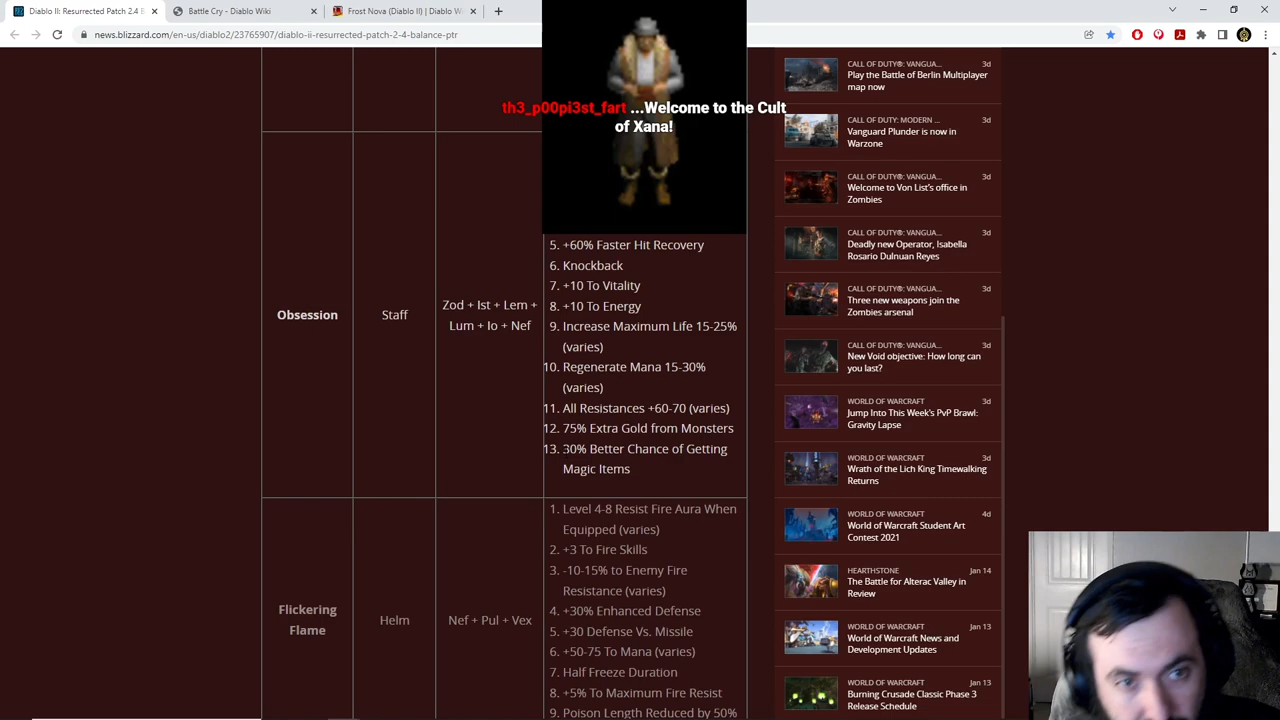 Diablo II: Resurrected Patch 2.4 B
Battle Cry - Diablo Wiki
Frost Nova (Diablo II) | Diablo W
news.blizzard.com/en-us/diablo2/23765907/diablo-ii-resurrected-patch-2-4-balance-ptr
th3_p00pi3st_fart ...Welcome to the Cult
of Xana!
Obsession
Staff
Zod + Ist + Lem +
Lum + Io + Nef
5. +60% Faster Hit Recovery
6. Knockback
7. +10 To Vitality
8. +10 To Energy
9. Increase Maximum Life 15-25%
(varies)
10. Regenerate Mana 15-30%
(varies)
11. All Resistances +60-70 (varies)
12. 75% Extra Gold from Monsters
13. 30% Better Chance of Getting
Magic Items
Flickering
Flame
Helm
Nef + Pul + Vex
1. Level 4-8 Resist Fire Aura When
Equipped (varies)
2. +3 To Fire Skills
3. -10-15% to Enemy Fire
Resistance (varies)
4. +30% Enhanced Defense
5. +30 Defense Vs. Missile
6. +50-75 To Mana (varies)
7. Half Freeze Duration
8. +5% To Maximum Fire Resist
9. Poison Length Reduced by 50%
CALL OF DUTY®: VANGUA... 3d
Play the Battle of Berlin Multiplayer
map now
CALL OF DUTY: MODERN ... 3d
Vanguard Plunder is now in
Warzone
CALL OF DUTY®: VANGUA... 3d
Welcome to Von List's office in
Zombies
CALL OF DUTY®: VANGUA... 3d
Deadly new Operator, Isabella
Rosario Dulnuan Reyes
CALL OF DUTY®: VANGUA... 3d
Three new weapons join the
Zombies arsenal
CALL OF DUTY®: VANGUA... 3d
New Void objective: How long can
you last?
WORLD OF WARCRAFT 3d
Jump Into This Week's PvP Brawl:
Gravity Lapse
WORLD OF WARCRAFT 3d
Wrath of the Lich King Timewalking
Returns
WORLD OF WARCRAFT 4d
World of Warcraft Student Art
Contest 2021
HEARTHSTONE Jan 14
The Battle for Alterac Valley in
Review
WORLD OF WARCRAFT Jan 13
World of Warcraft News and
Development Updates
WORLD OF WARCRAFT Jan 13
Burning Crusade Classic Phase 3
Release Schedule